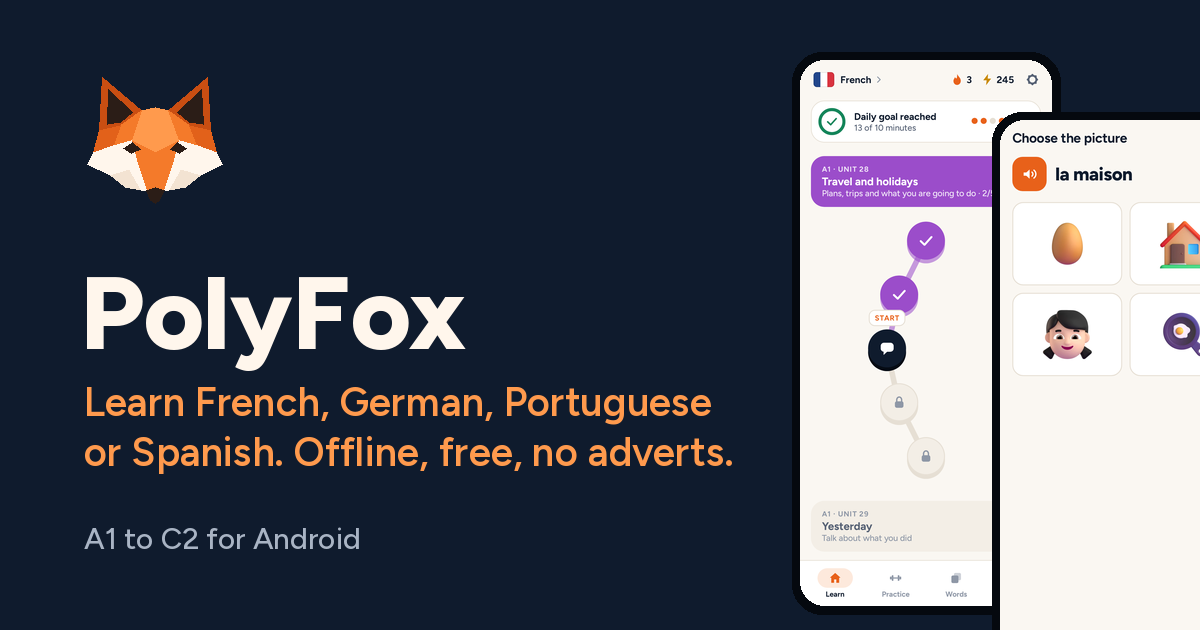 PolyFox
Learn French, German, Portuguese
or Spanish. Offline, free, no adverts.
A1 to C2 for Android
French
3
245
Daily goal reached
13 of 10 minutes
A1 · UNIT 28
Travel and holidays
Plans, trips and what you are going to do · 2/
START
A1 · UNIT 29
Yesterday
Talk about what you did
Learn
Practice
Words
Choose the picture
la maison